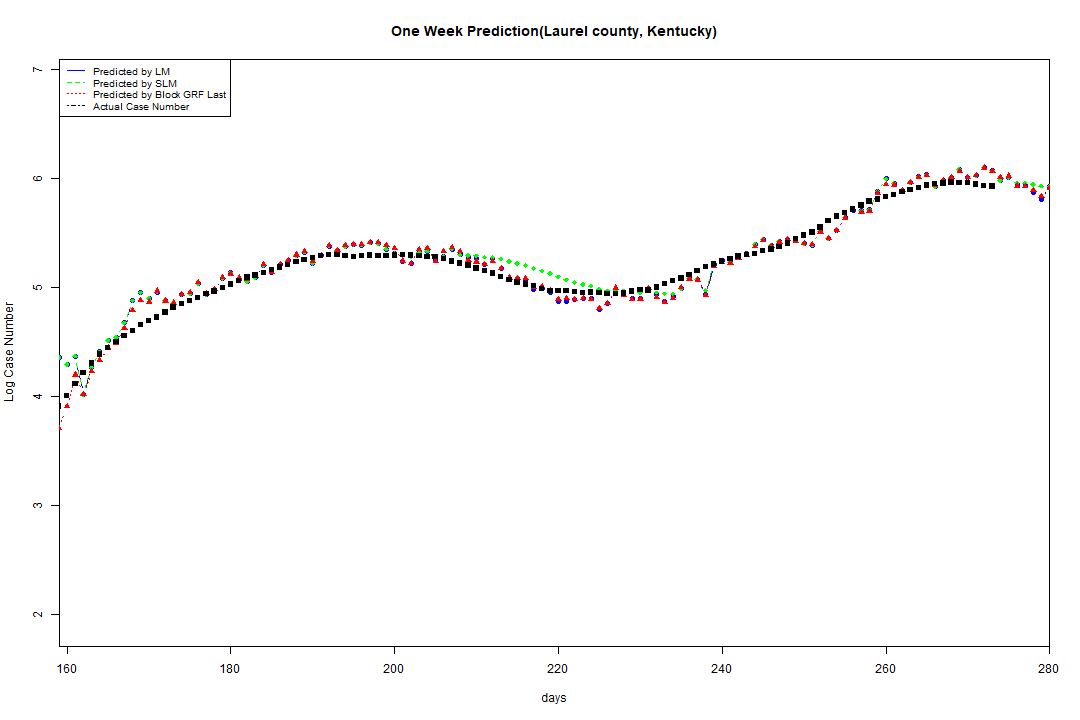 One Week Prediction(Laurel county, Kentucky)
Predicted by LM
Predicted by SLM
Predicted by Block GRF Last
Actual Case Number
7
6
5
4
3
2
Log Case Number
160 180 200 220 240 260 280
days